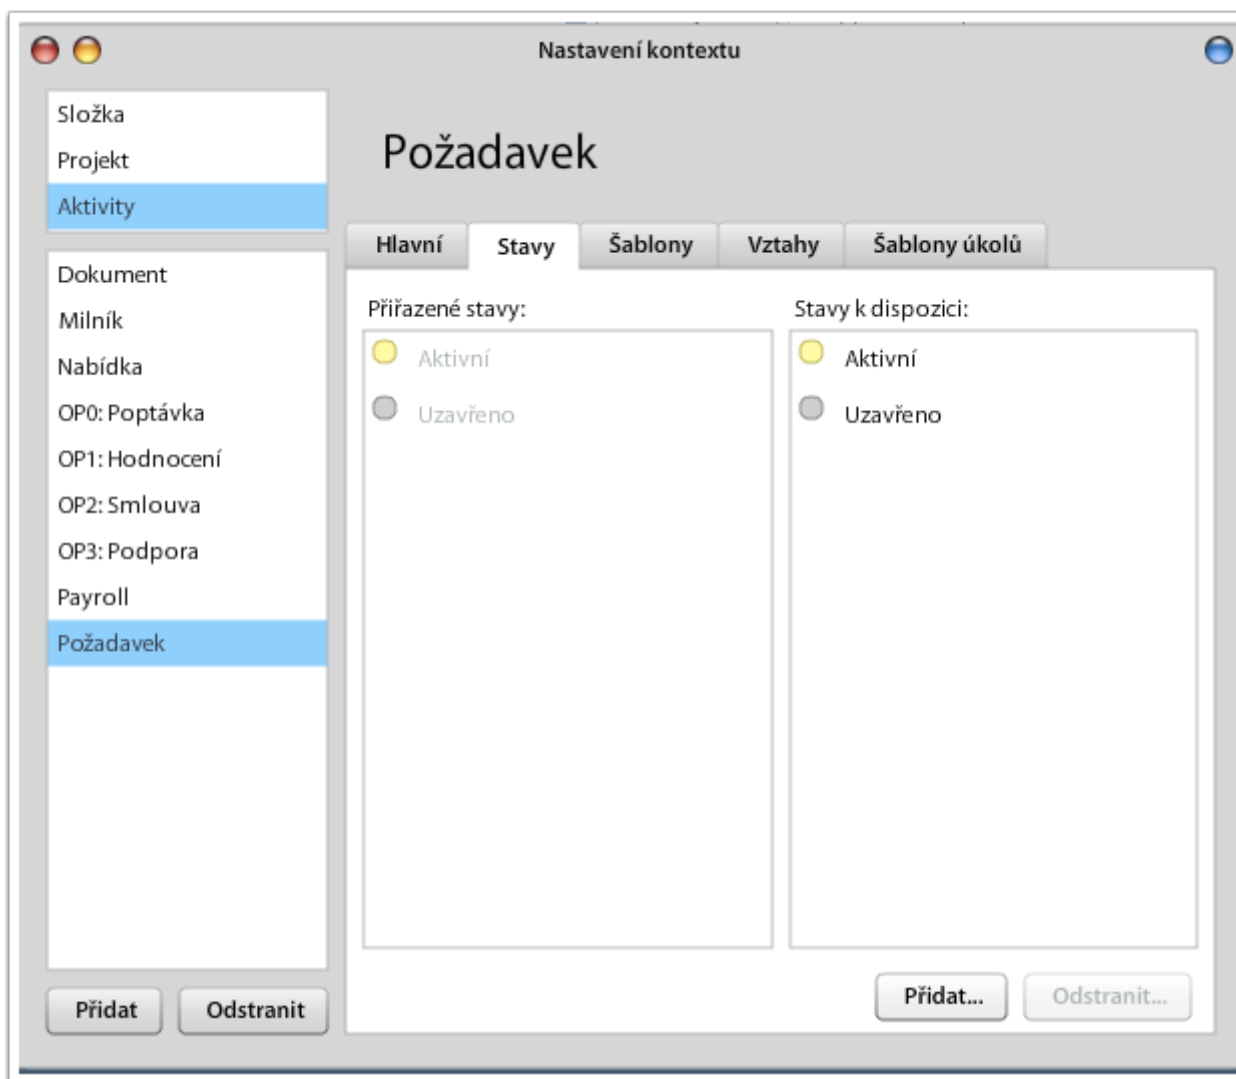 Nastavení kontextu
Složka
Projekt
Aktivity
Dokument
Milník
Nabídka
OP0: Poptávka
OP1: Hodnocení
OP2: Smlouva
OP3: Podpora
Payroll
Požadavek
Přidat
Odstranit
Požadavek
Hlavní
Stavy
Šablony
Vztahy
Šablony úkolů
Přiřazené stavy:
Aktivní
Uzavřeno
Stavy k dispozici:
Aktivní
Uzavřeno
Přidat...
Odstranit...